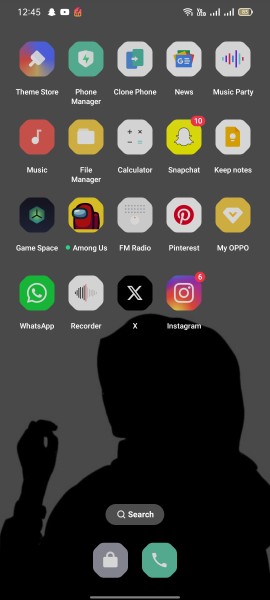 12:45
Theme Store
Phone
Manager
Clone Phone
News
Music Party
Music
File
Manager
Calculator
10
Snapchat
Keep notes
Game Space
Among Us
FM Radio
Pinterest
My OPPO
WhatsApp
Recorder
X
6
Instagram
Search